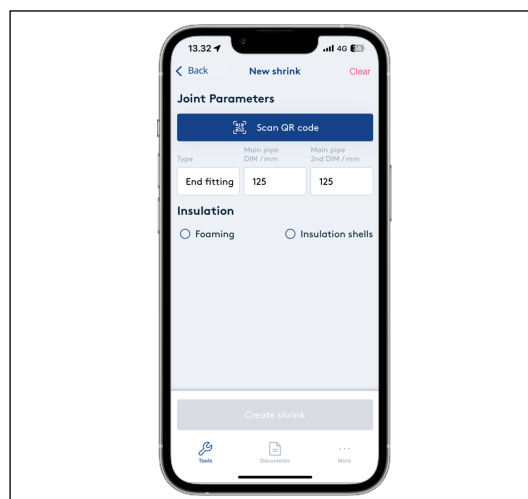 13.32 4G 83
Back New shrink Clear
Joint Parameters
Scan QR code
Type Main pipe DIM / mm Main pipe 2nd DIM / mm
End fitting 125 125
Insulation
Foaming Insulation shells
Create shrink
Tools Documents More